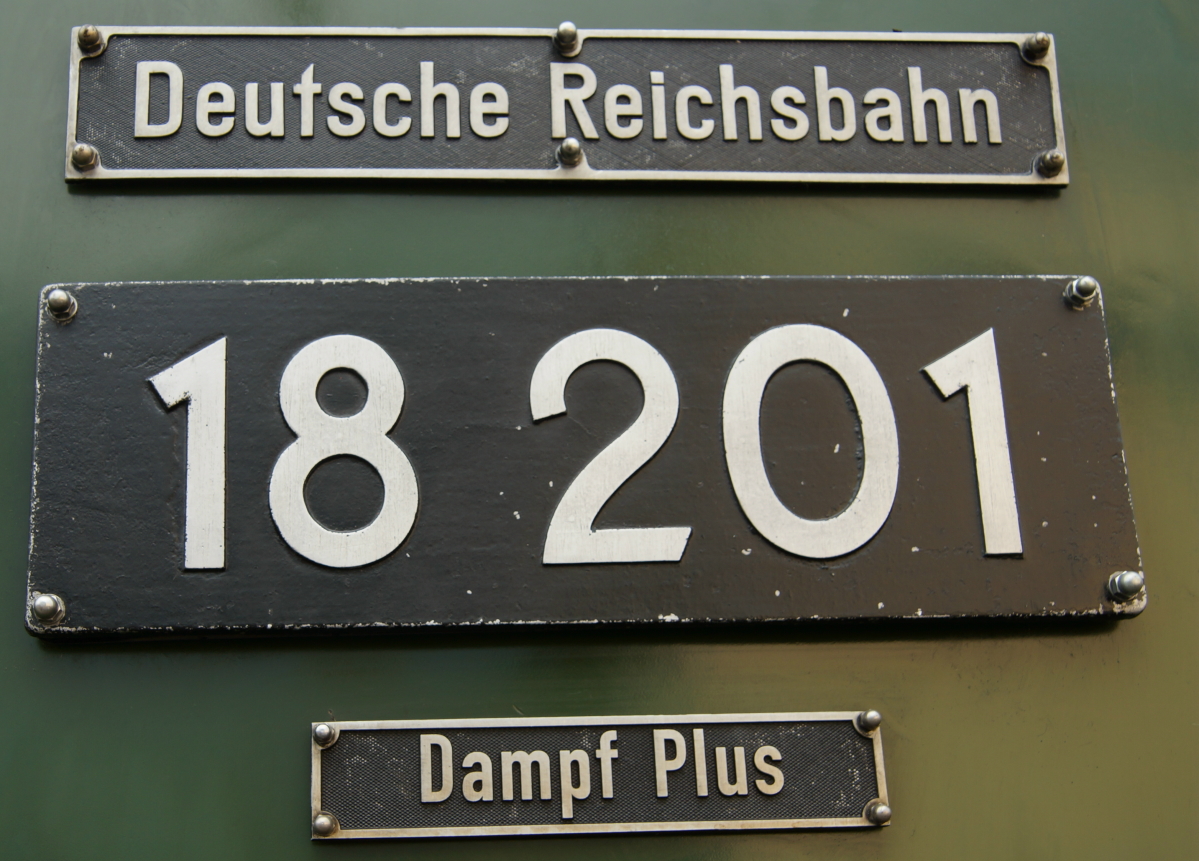 Deutsche Reichsbahn
18 201
Dampf Plus